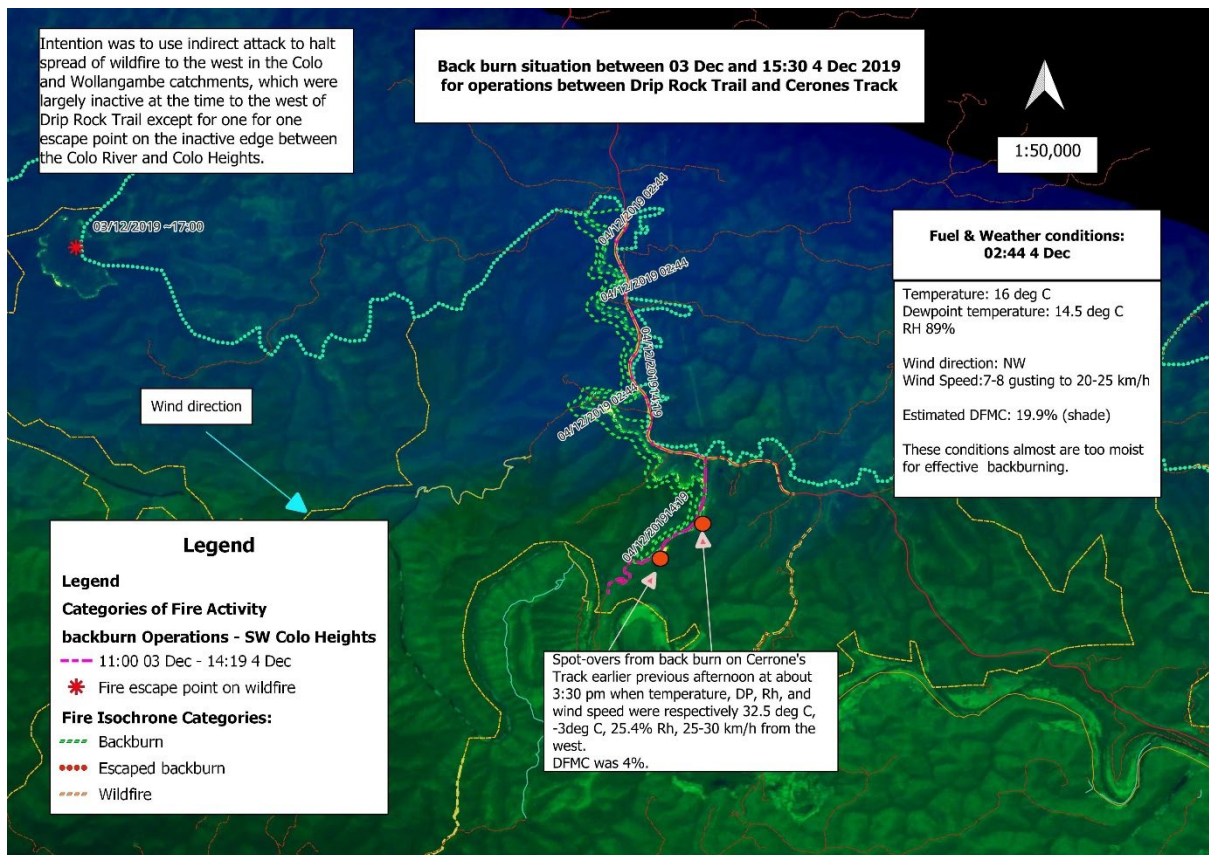 Intention was to use indirect attack to halt
spread of wildfire to the west in the Colo
and Wollangambe catchments, which were
largely inactive at the time to the west of
Drip Rock Trail except for one for one
escape point on the inactive edge between
the Colo River and Colo Heights.
Back burn situation between 03 Dec and 15:30 4 Dec 2019
for operations between Drip Rock Trail and Cerones Track
1:50,000
03/12/2019 ~17:00
04/12/2019 02:44
04/12/2019 02:44
04/12/2019 14:19
04/12/2019 02:44
04/12/2019 14:19
Fuel & Weather conditions:
02:44 4 Dec
Temperature: 16 deg C
Dewpoint temperature: 14.5 deg C
RH 89%
Wind direction: NW
Wind Speed:7-8 gusting to 20-25 km/h
Estimated DFMC: 19.9% (shade)
These conditions almost are too moist
for effective backburning.
Wind direction
Legend
Legend
Categories of Fire Activity
backburn Operations - SW Colo Heights
11:00 03 Dec - 14:19 4 Dec
Fire escape point on wildfire
Fire Isochrone Categories:
Backburn
Escaped backburn
Wildfire
Spot-overs from back burn on Cerrone's
Track earlier previous afternoon at about
3:30 pm when temperature, DP, Rh, and
wind speed were respectively 32.5 deg C,
-3deg C, 25.4% Rh, 25-30 km/h from the
west.
DFMC was 4%.